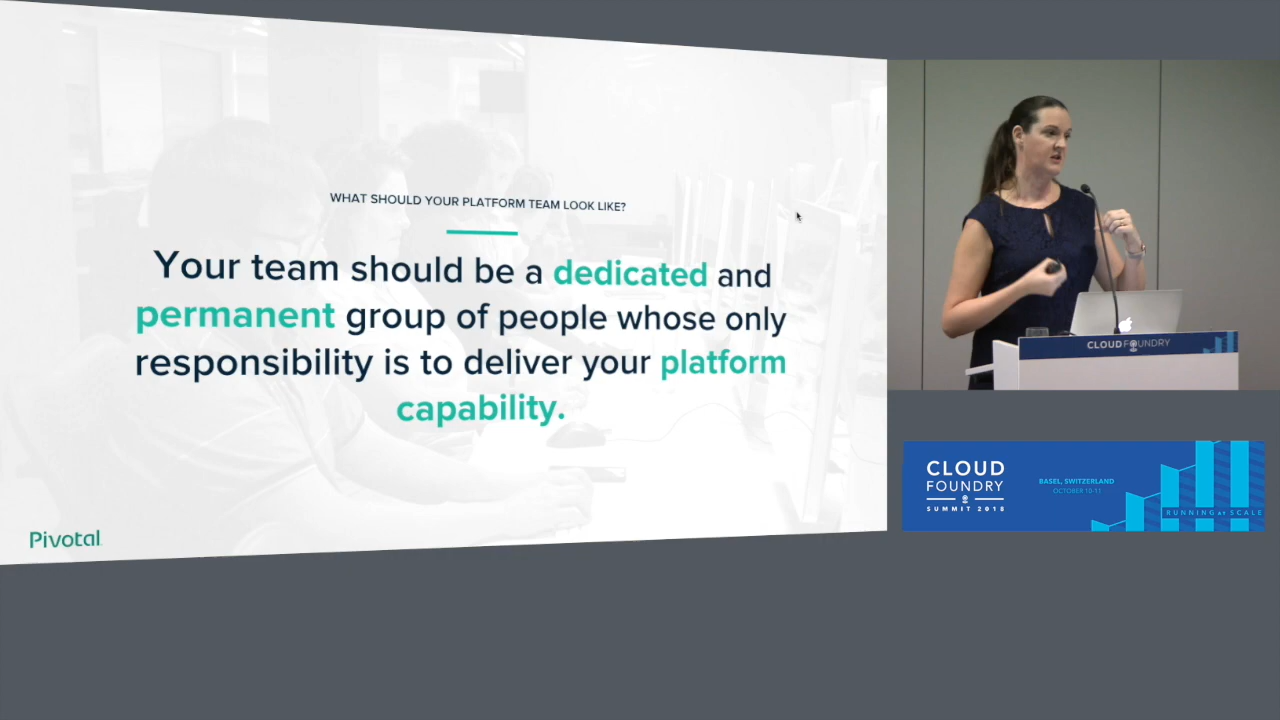 WHAT SHOULD YOUR PLATFORM TEAM LOOK LIKE?
Your team should be a dedicated and
permanent group of people whose only
responsibility is to deliver your platform
capability.
Pivotal
CLOUD FOUNDRY
CLOUD
FOUNDRY
SUMMIT 2018
BASEL, SWITZERLAND
OCTOBER 10-11
RUNNING AT SCALE